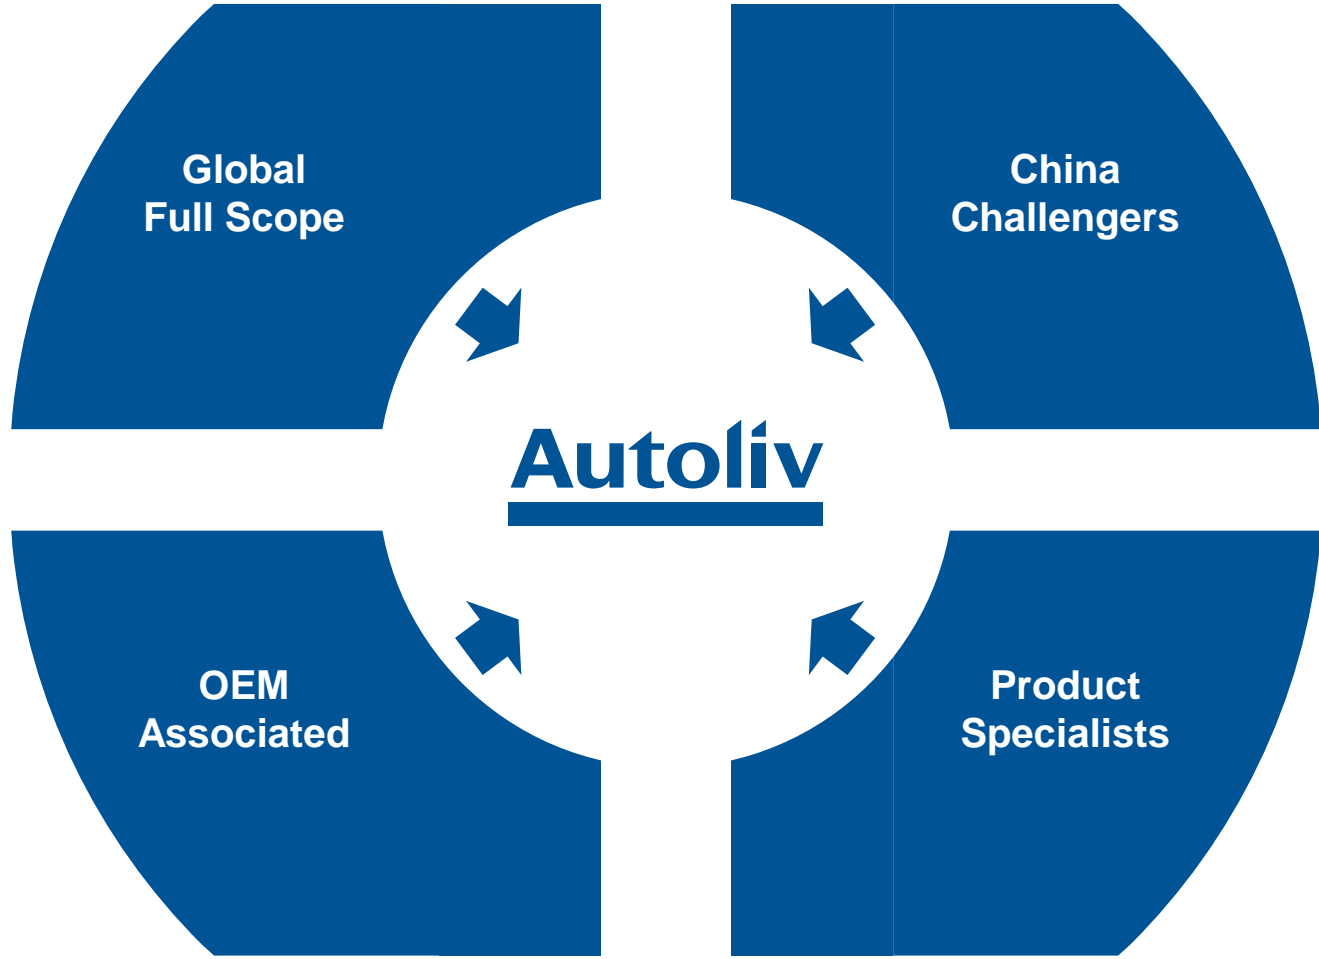 Global
Full Scope
China
Challengers
Autoliv
OEM
Associated
Product
Specialists